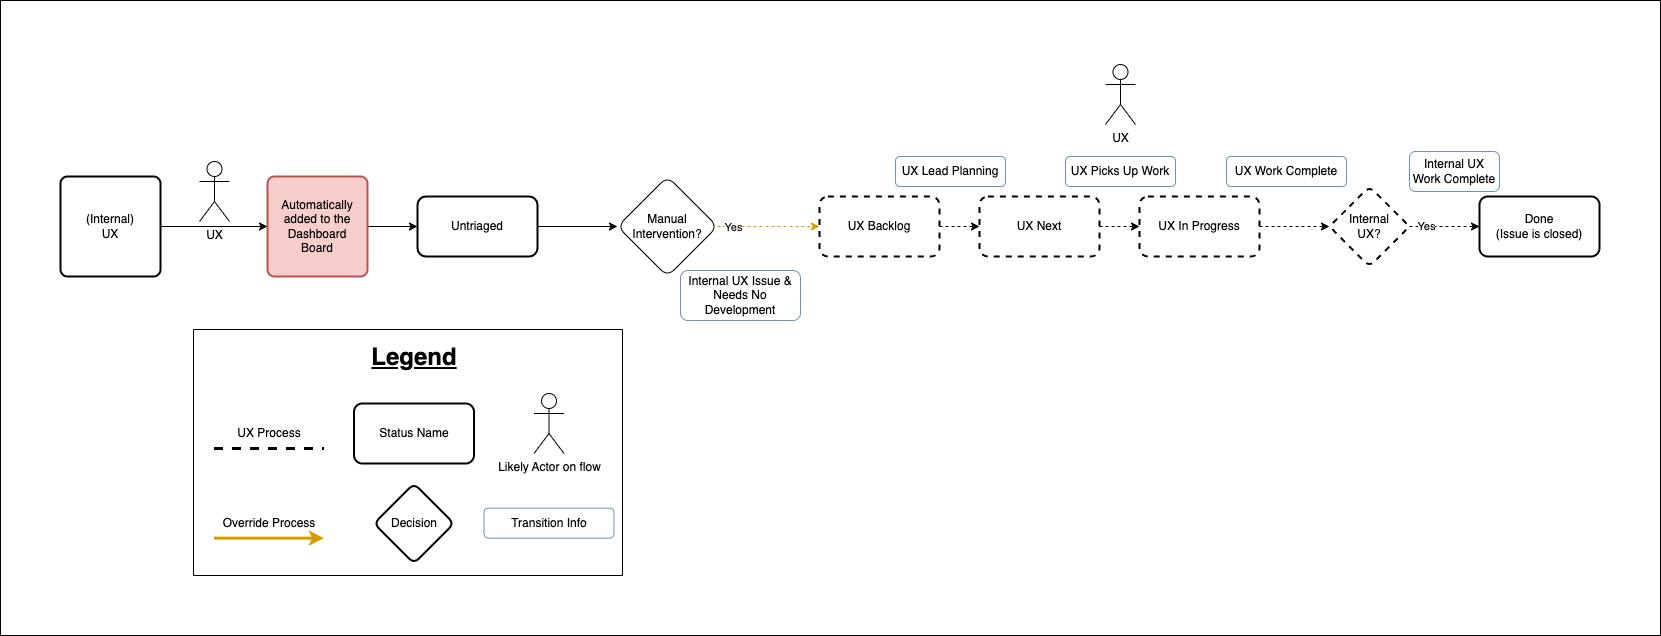 UX
UX Lead Planning
UX Picks Up Work
UX Work Complete
Internal UX
Work Complete
(Internal)
UX
UX
Automatically
added to the
Dashboard
Board
Untriaged
Manual
Intervention?
Yes
Internal UX Issue &
Needs No
Development
UX Backlog
UX Next
UX In Progress
Internal
UX?
Yes
Done
(Issue is closed)
Legend
UX Process
Status Name
Likely Actor on flow
Override Process
Decision
Transition Info